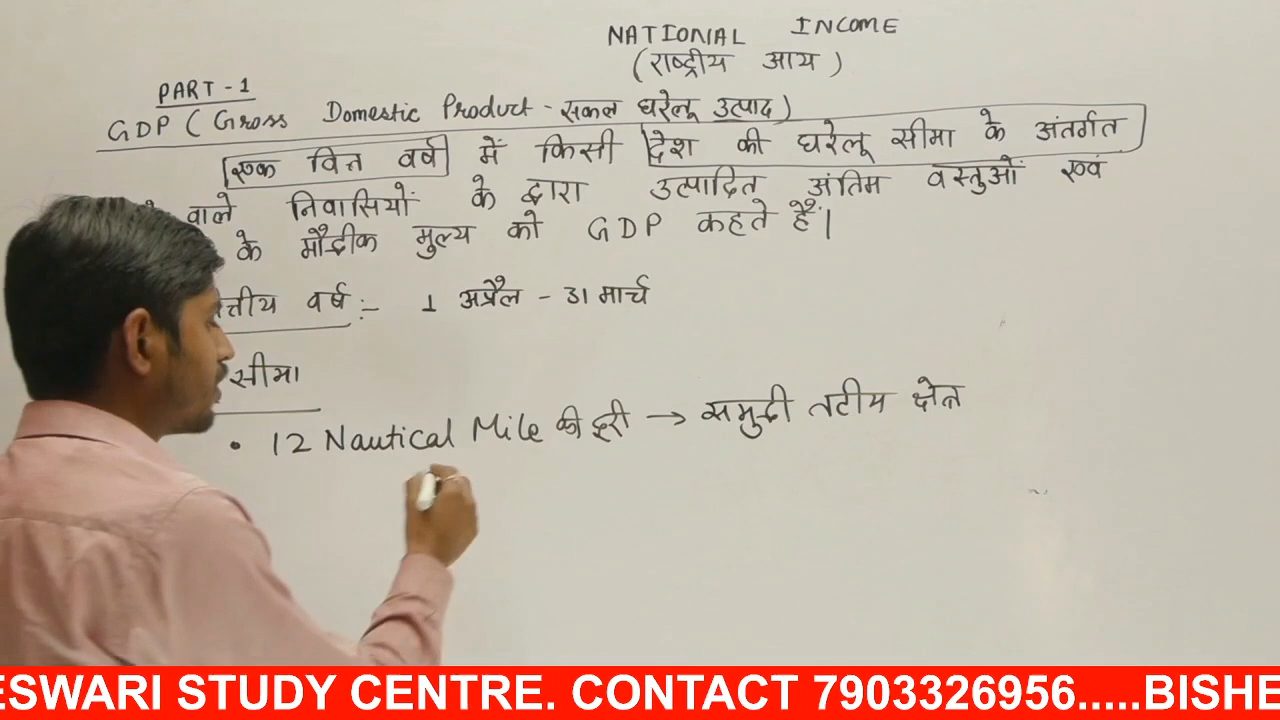 NATIONAL INCOME
(राष्ट्रीय आय)
PART-1
GDP (Gross Domestic Product - सकल घरेलू उत्पाद)
एक वित्त वर्ष में किसी देश की घरेलू सीमा के अंतर्गत
वाले निवासियों के द्वारा उत्पादित अंतिम वस्तुओं एवं
के मौद्रीक मुल्य को GDP कहते हैं।
त्तीय वर्ष :- 1 अप्रैल - 31 मार्च
सीमा
• 12 Nautical Mile की दूरी → समुद्री तटीय क्षेत्र
ESWARI STUDY CENTRE. CONTACT 7903326956.....BISHE